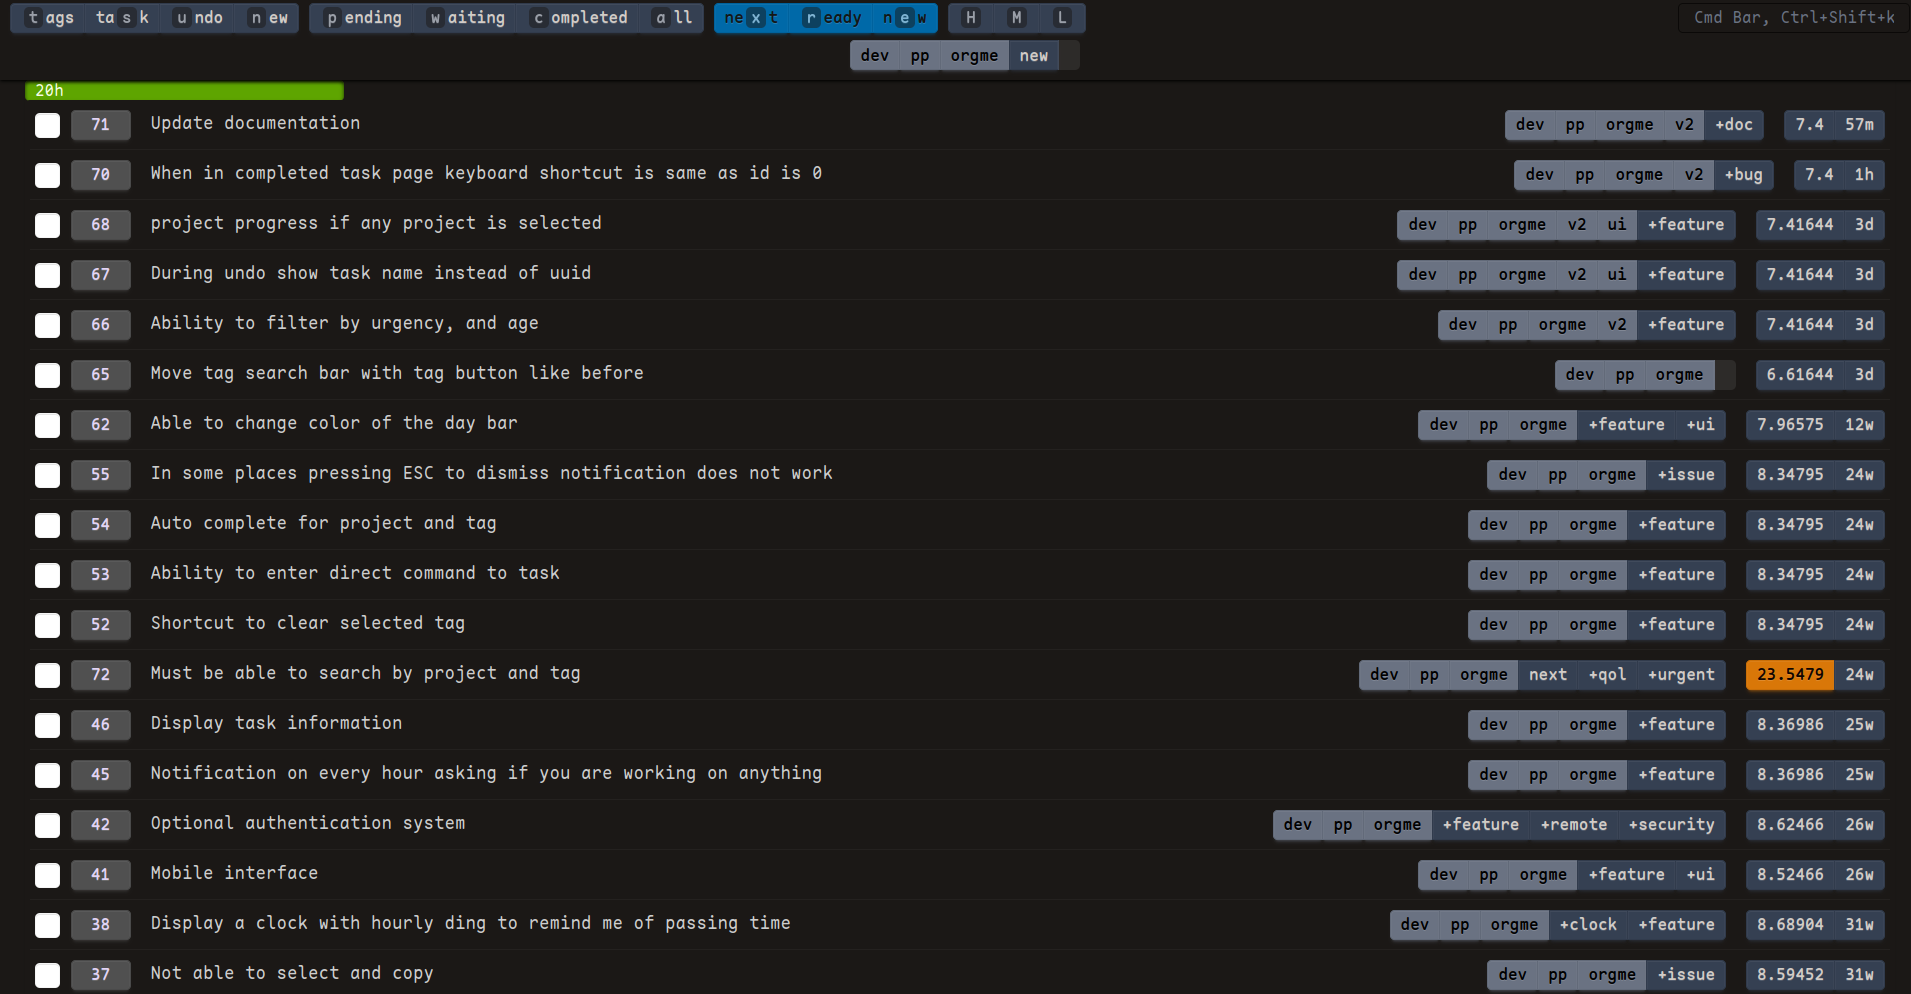 tags task undo new pending waiting completed all next ready new H M L Cmd Bar, Ctrl+Shift+k
dev pp orgme new
20h
71 Update documentation dev pp orgme v2 +doc 7.4 57m
70 When in completed task page keyboard shortcut is same as id is 0 dev pp orgme v2 +bug 7.4 1h
68 project progress if any project is selected dev pp orgme v2 ui +feature 7.41644 3d
67 During undo show task name instead of uuid dev pp orgme v2 ui +feature 7.41644 3d
66 Ability to filter by urgency, and age dev pp orgme v2 +feature 7.41644 3d
65 Move tag search bar with tag button like before dev pp orgme 6.61644 3d
62 Able to change color of the day bar dev pp orgme +feature +ui 7.96575 12w
55 In some places pressing ESC to dismiss notification does not work dev pp orgme +issue 8.34795 24w
54 Auto complete for project and tag dev pp orgme +feature 8.34795 24w
53 Ability to enter direct command to task dev pp orgme +feature 8.34795 24w
52 Shortcut to clear selected tag dev pp orgme +feature 8.34795 24w
72 Must be able to search by project and tag dev pp orgme next +qol +urgent 23.5479 24w
46 Display task information dev pp orgme +feature 8.36986 25w
45 Notification on every hour asking if you are working on anything dev pp orgme +feature 8.36986 25w
42 Optional authentication system dev pp orgme +feature +remote +security 8.62466 26w
41 Mobile interface dev pp orgme +feature +ui 8.52466 26w
38 Display a clock with hourly ding to remind me of passing time dev pp orgme +clock +feature 8.68904 31w
37 Not able to select and copy dev pp orgme +issue 8.59452 31w